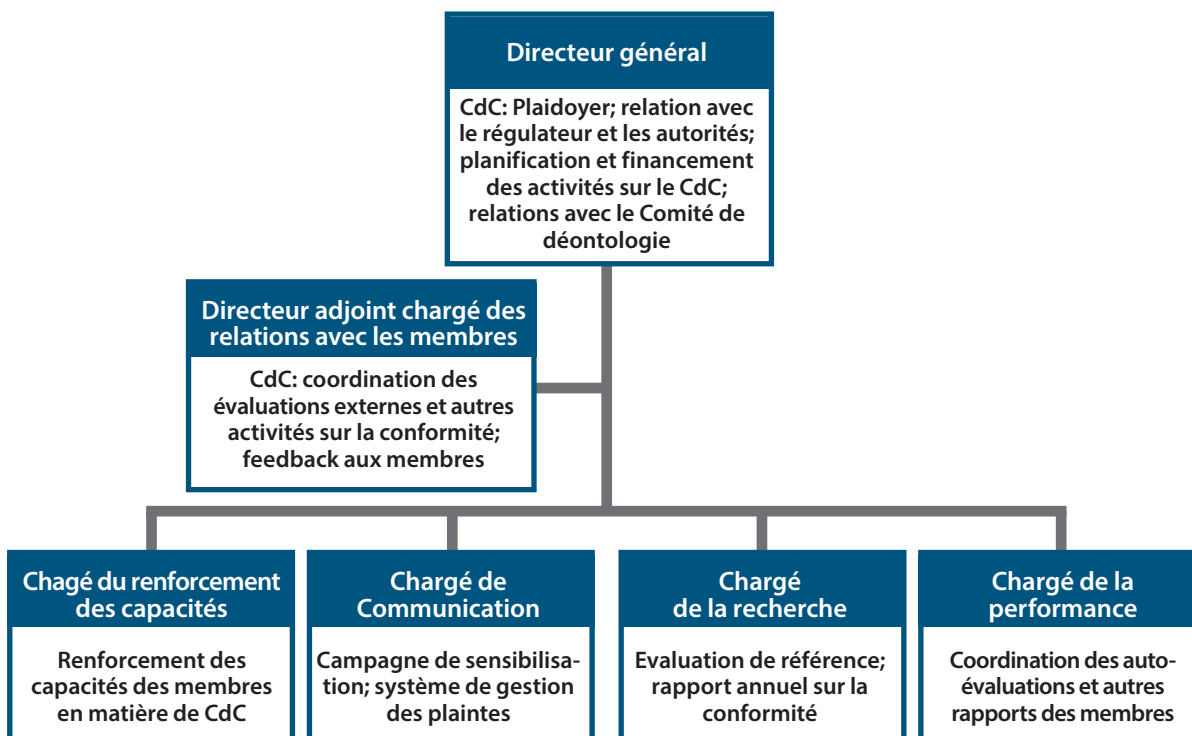 Directeur général
CdC: Plaidoyer; relation avec
le régulateur et les autorités;
planification et financement
des activités sur le CdC;
relations avec le Comité de
déontologie
Directeur adjoint chargé des
relations avec les membres
CdC: coordination des
évaluations externes et autres
activités sur la conformité;
feedback aux membres
Chagé du renforcement
des capacités
Renforcement des
capacités des membres
en matière de CdC
Chargé de
Communication
Campagne de sensibilisa-
tion; système de gestion
des plaintes
Chargé
de la recherche
Evaluation de référence;
rapport annuel sur la
conformité
Chargé de la
performance
Coordination des auto-
évaluations et autres
rapports des membres